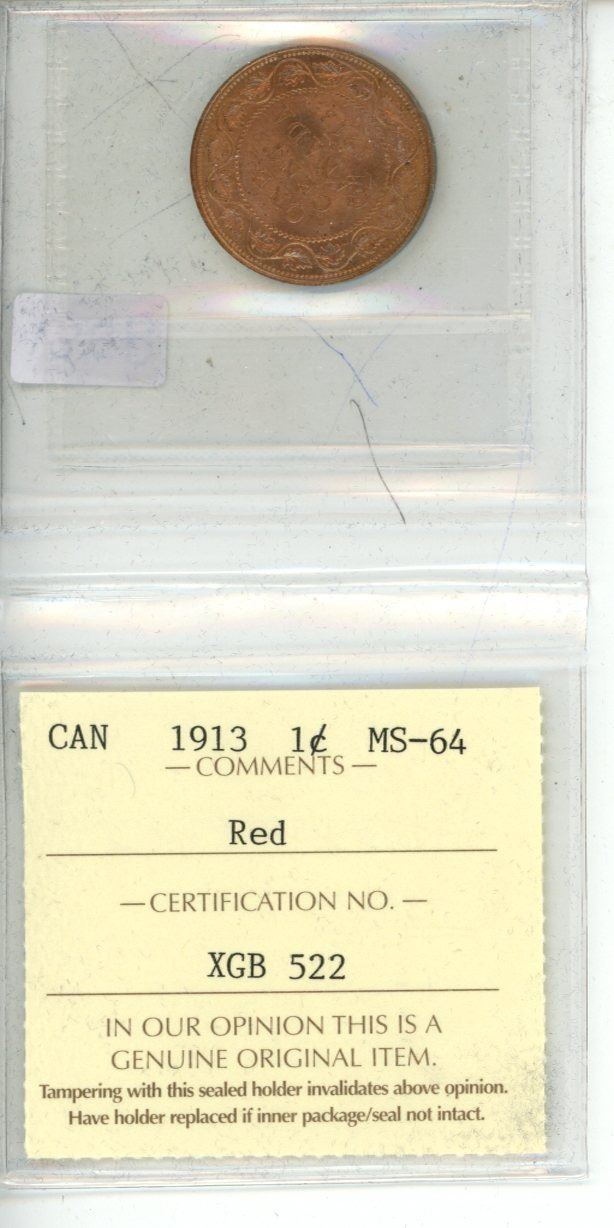 CAN 1913 1¢ MS-64
— COMMENTS —
Red
— CERTIFICATION NO. —
XGB 522
IN OUR OPINION THIS IS A
GENUINE ORIGINAL ITEM.
Tampering with this sealed holder invalidates above opinion.
Have holder replaced if inner package/seal not intact.